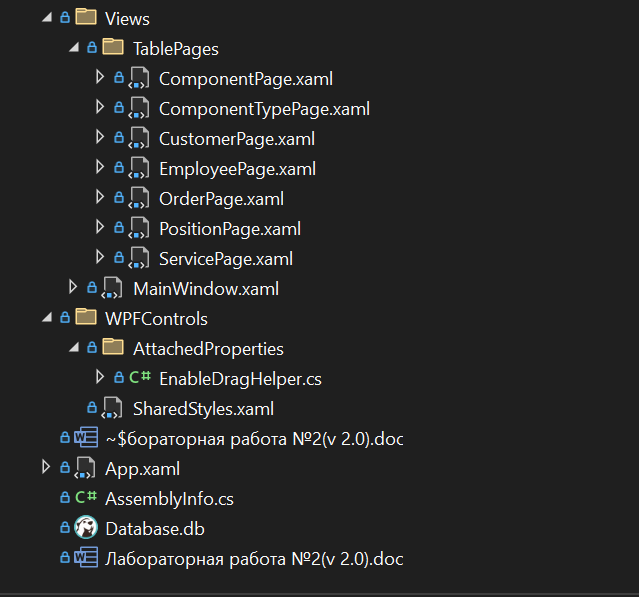 Views
TablePages
ComponentPage.xaml
ComponentTypePage.xaml
CustomerPage.xaml
EmployeePage.xaml
OrderPage.xaml
PositionPage.xaml
ServicePage.xaml
MainWindow.xaml
WPFControls
AttachedProperties
C# EnableDragHelper.cs
SharedStyles.xaml
~$бораторная работа №2(v 2.0).doc
App.xaml
C# AssemblyInfo.cs
Database.db
Лабораторная работа №2(v 2.0).doc